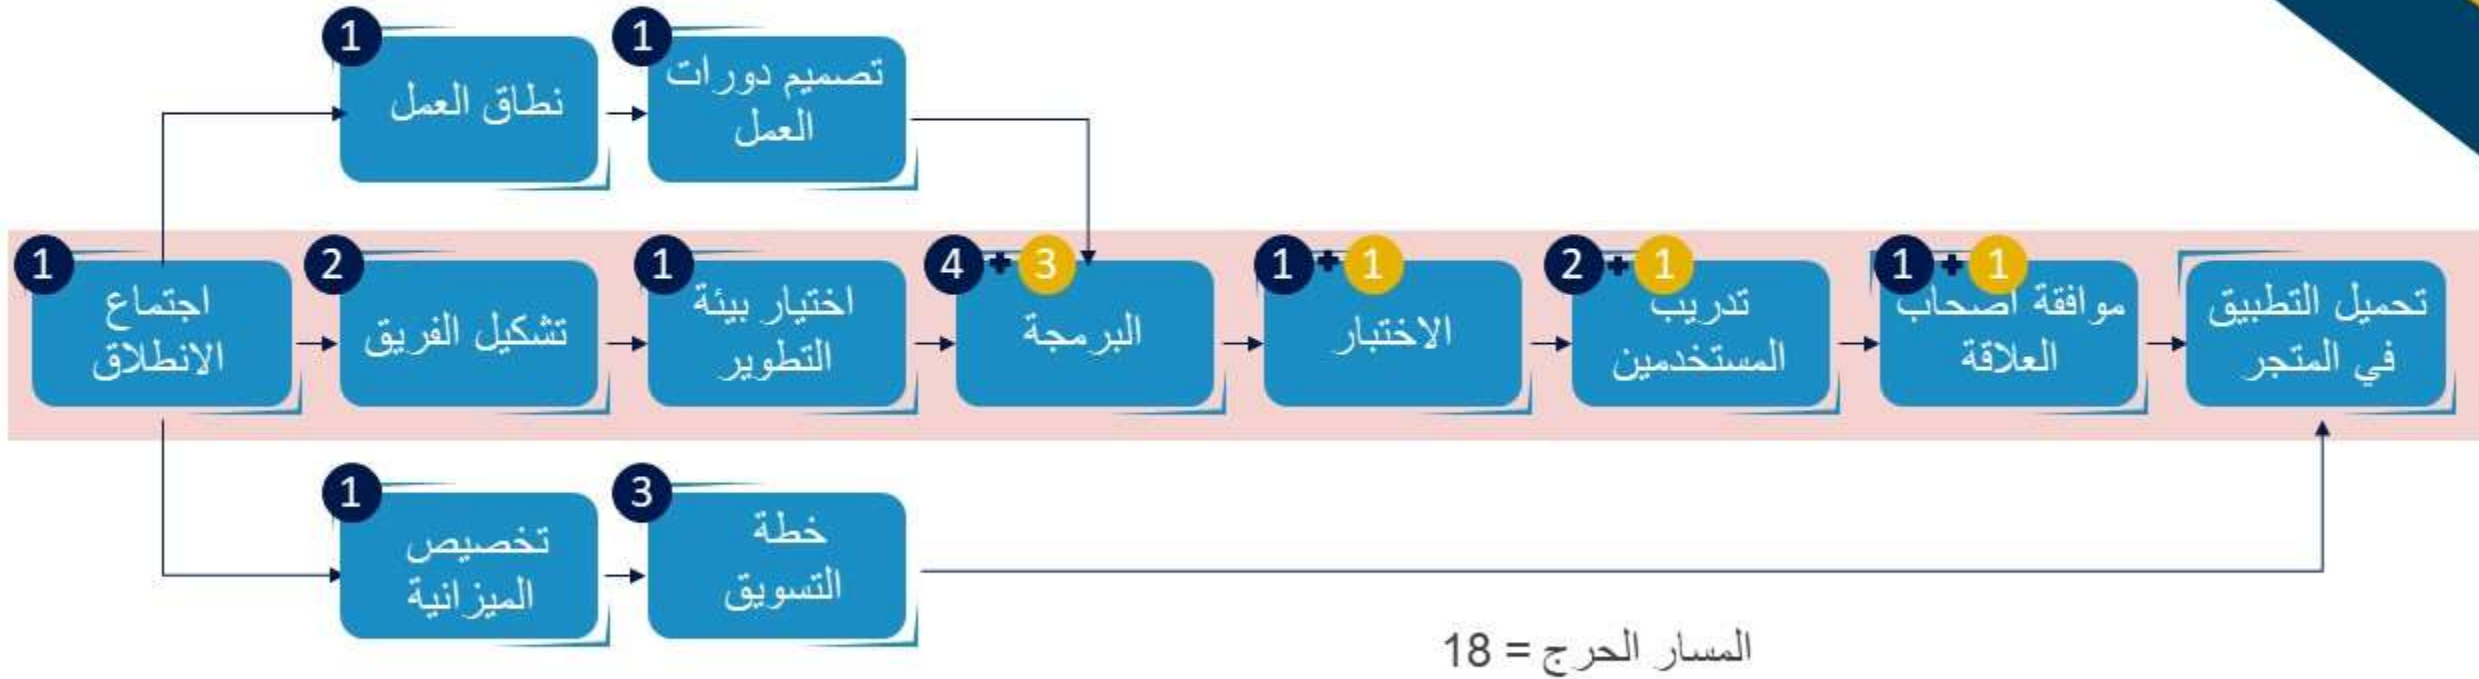 1
نطاق العمل
1
تصميم دورات
العمل
1
اجتماع
الانطلاق
2
تشكيل الفريق
1
اختيار بيئة
التطوير
4 + 3
البرمجة
1 + 1
الاختبار
2 + 1
تدريب
المستخدمين
1 + 1
موافقة اصحاب
العلاقة
تحميل التطبيق
في المتجر
1
تخصيص
الميزانية
3
خطة
التسويق
المسار الحرج = 18